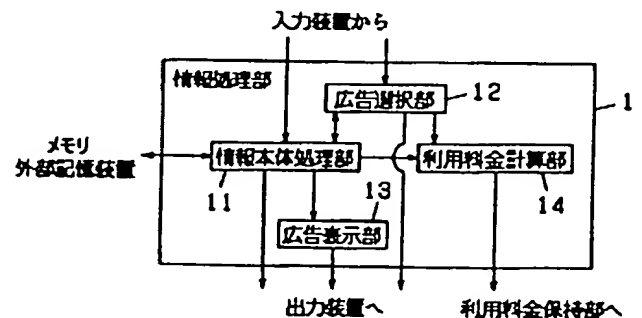 入力装置から
情報処理部
広告選択部
12
1
メモリ
外部記憶装置
情報本体処理部
利用料金計算部
11
13
14
広告表示部
出力装置へ
利用料金保持部へ